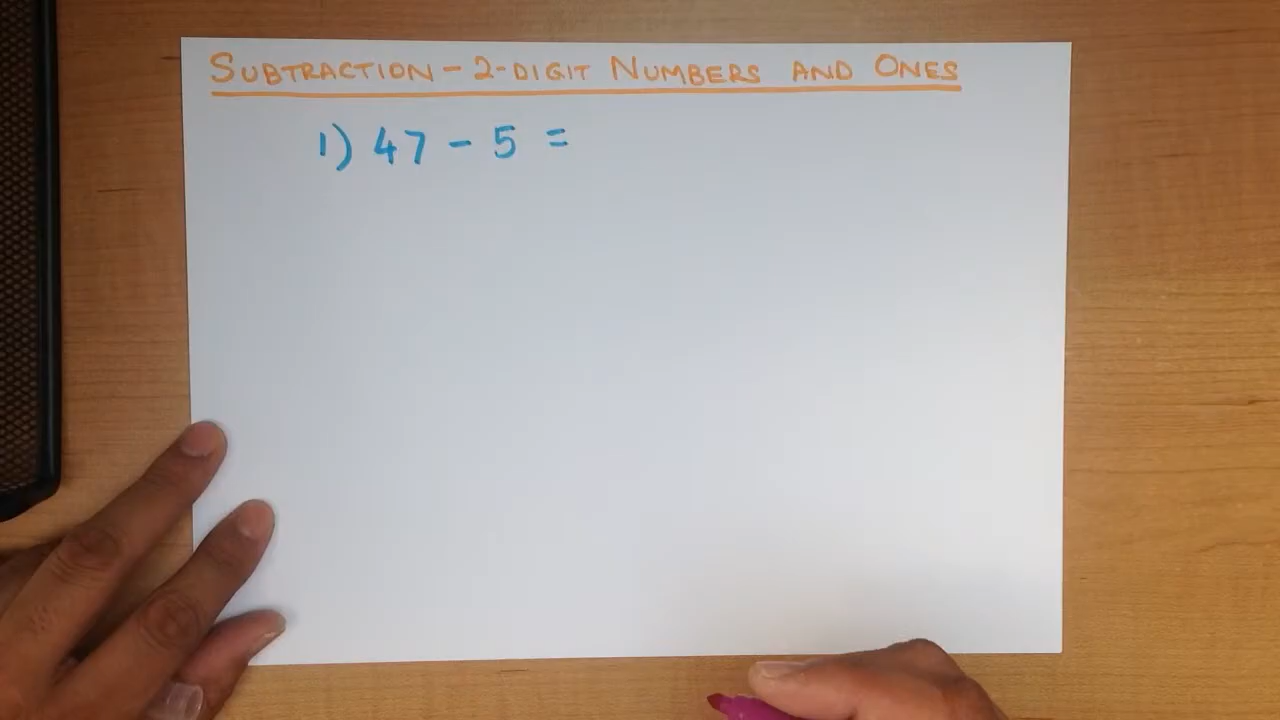 SUBTRACTION - 2-DIGIT NUMBERS AND ONES
1) 47 - 5 =